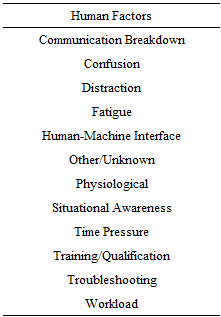 Human Factors
Communication Breakdown
Confusion
Distraction
Fatigue
Human-Machine Interface
Other/Unknown
Physiological
Situational Awareness
Time Pressure
Training/Qualification
Troubleshooting
Workload